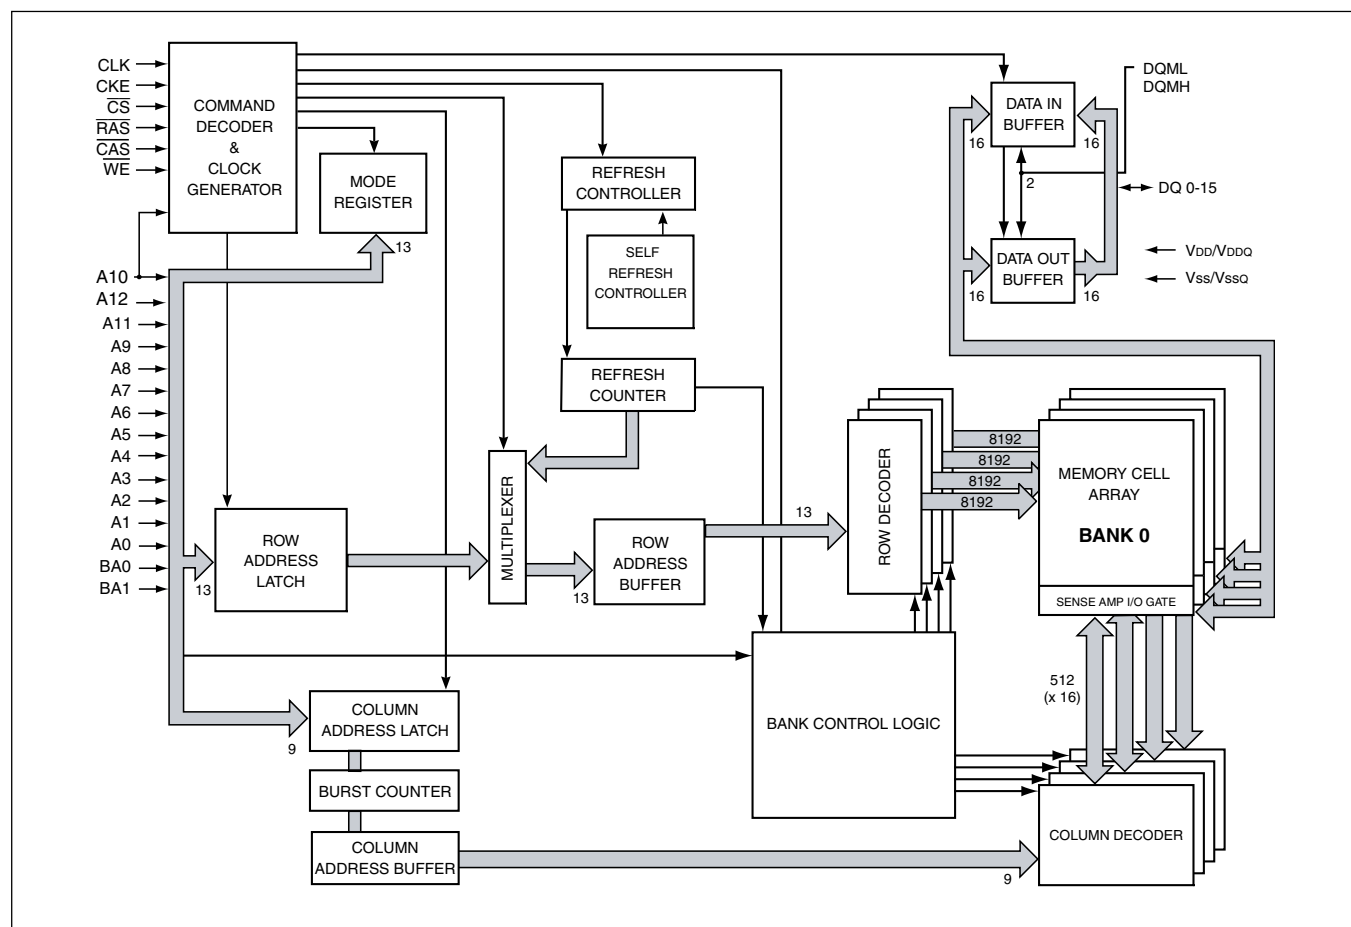 CLK
CKE
CS
RAS
CAS
WE
COMMAND
DECODER
&
CLOCK
GENERATOR
MODE
REGISTER
13
REFRESH
CONTROLLER
SELF
REFRESH
CONTROLLER
REFRESH
COUNTER
DATA IN
BUFFER
16
16
2
DQML
DQMH
DQ 0-15
DATA OUT
BUFFER
16
16
VDD/VDDQ
Vss/VssQ
A10
A12
A11
A9
A8
A7
A6
A5
A4
A3
A2
A1
A0
BA0
BA1
13
ROW
ADDRESS
LATCH
MULTIPLEXER
13
ROW
ADDRESS
BUFFER
13
ROW DECODER
8192
8192
8192
8192
MEMORY CELL
ARRAY
BANK 0
SENSE AMP I/O GATE
512
(x 16)
BANK CONTROL LOGIC
9
COLUMN
ADDRESS LATCH
BURST COUNTER
COLUMN
ADDRESS BUFFER
9
COLUMN DECODER